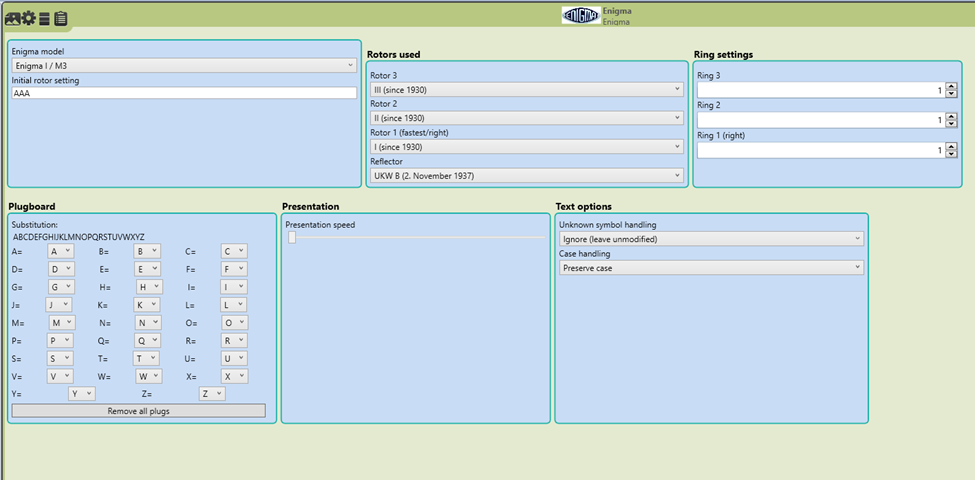 ENIGMA
Enigma
Enigma
Enigma model
Enigma I / M3
Initial rotor setting
AAA
Rotors used
Rotor 3
III (since 1930)
Rotor 2
II (since 1930)
Rotor 1 (fastest/right)
I (since 1930)
Reflector
UKW B (2. November 1937)
Ring settings
Ring 3
1
Ring 2
1
Ring 1 (right)
1
Plugboard
Substitution:
ABCDEFGHIJKLMNOPQRSTUVWXYZ
A= A B= B C= C
D= D E= E F= F
G= G H= H I= I
J= J K= K L= L
M= M N= N O= O
P= P Q= Q R= R
S= S T= T U= U
V= V W= W X= X
Y= Y Z= Z
Remove all plugs
Presentation
Presentation speed
Text options
Unknown symbol handling
Ignore (leave unmodified)
Case handling
Preserve case